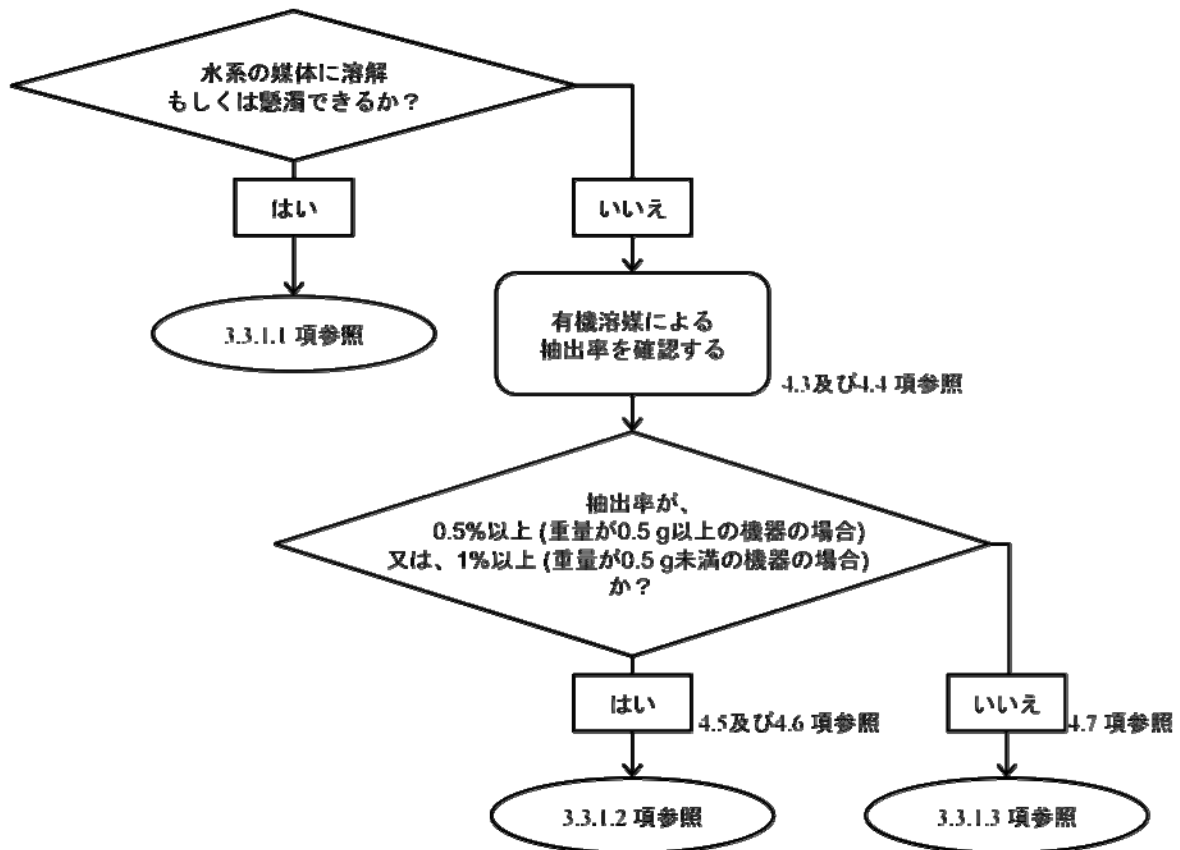 水系の媒体に溶解
もしくは懸濁できるか？
はい
いいえ
3.3.1.1 項参照
有機溶媒による
抽出率を確認する
4.3及び4.4 項参照
抽出率が、
0.5%以上 (重量が0.5 g以上の機器の場合)
又は、1%以上 (重量が0.5 g未満の機器の場合)
か？
はい
4.5及び4.6 項参照
いいえ
4.7 項参照
3.3.1.2 項参照
3.3.1.3 項参照